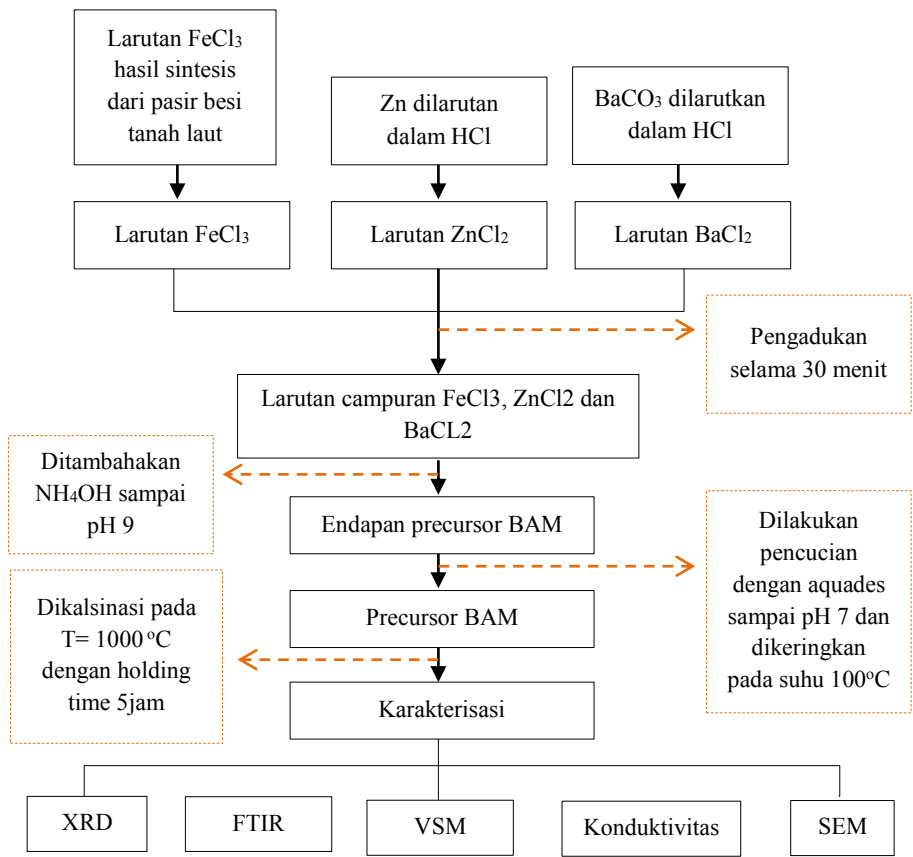 Larutan FeCl₃
hasil sintesis
dari pasir besi
tanah laut
Zn dilarutan
dalam HCl
BaCO₃ dilarutkan
dalam HCl
Larutan FeCl₃
Larutan ZnCl₂
Larutan BaCl₂
Pengadukan
selama 30 menit
Larutan campuran FeCl3, ZnCl2 dan
BaCL2
Ditambahakan
NH₄OH sampai
pH 9
Endapan precursor BAM
Dilakukan
pencucian
dengan aquades
sampai pH 7 dan
dikeringkan
pada suhu 100°C
Dikalsinasi pada
T= 1000 °C
dengan holding
time 5jam
Precursor BAM
Karakterisasi
XRD
FTIR
VSM
Konduktivitas
SEM